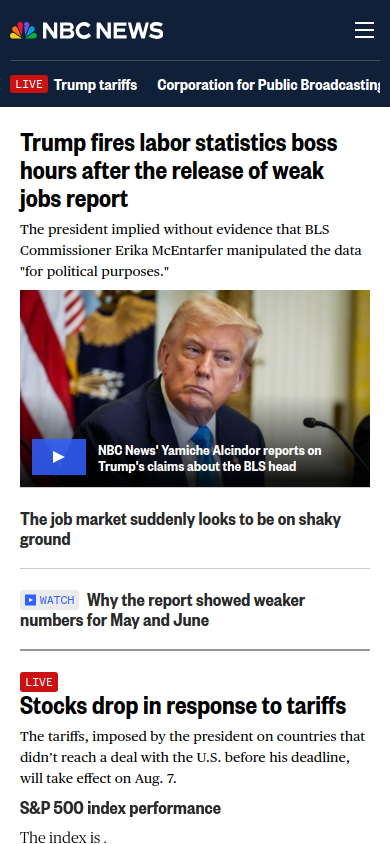 NBC NEWS
LIVE Trump tariffs Corporation for Public Broadcasting
Trump fires labor statistics boss
hours after the release of weak
jobs report
The president implied without evidence that BLS
Commissioner Erika McEntarfer manipulated the data
"for political purposes."
NBC News' Yamiche Alcindor reports on
Trump's claims about the BLS head
The job market suddenly looks to be on shaky
ground
WATCH Why the report showed weaker
numbers for May and June
LIVE
Stocks drop in response to tariffs
The tariffs, imposed by the president on countries that
didn’t reach a deal with the U.S. before his deadline,
will take effect on Aug. 7.
S&P 500 index performance
The index is .